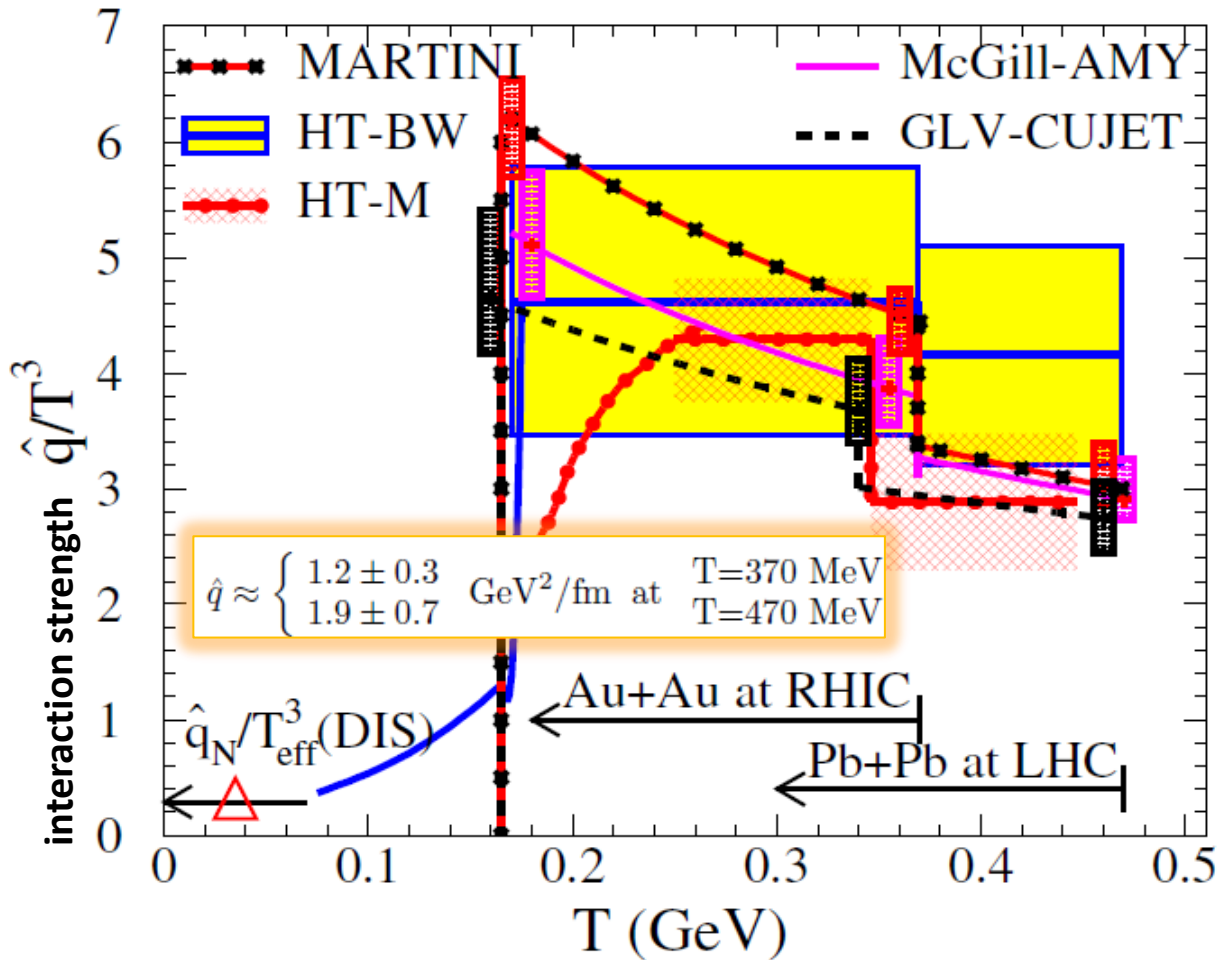 7
6
5
4
3
2
1
0
interaction strength q̂/T³
MARTINI
HT-BW
HT-M
McGill-AMY
GLV-CUJET
q̂ ≈ { 1.2 ± 0.3 GeV²/fm at T=370 MeV
1.9 ± 0.7 T=470 MeV
Au+Au at RHIC
q̂_N/T³_eff(DIS)
Pb+Pb at LHC
0 0.1 0.2 0.3 0.4 0.5
T (GeV)